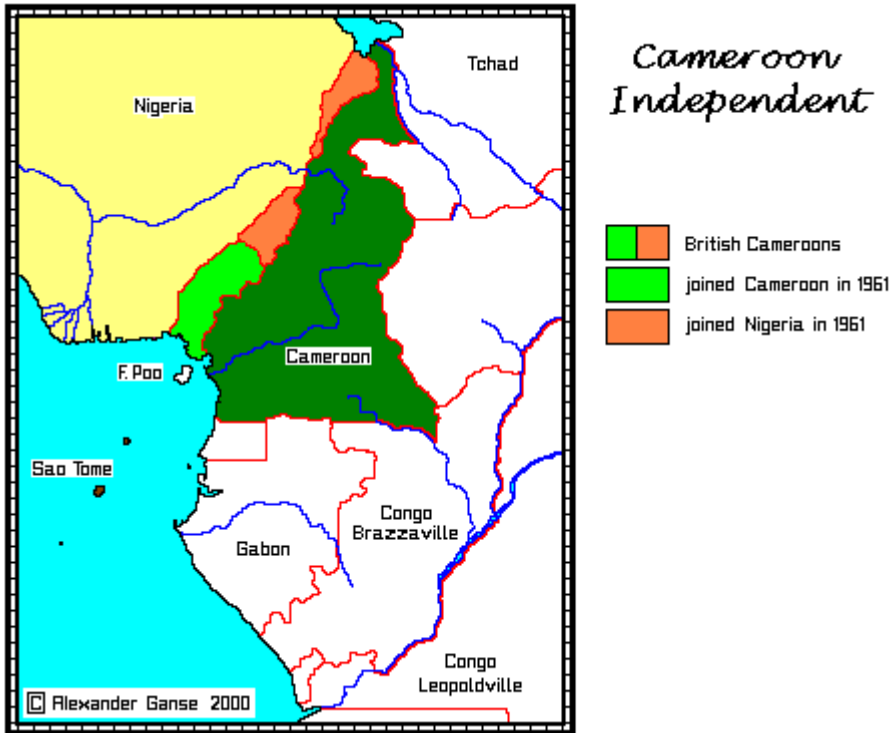 Cameroon
Independent
Tchad
Nigeria
British Cameroons
joined Cameroon in 1961
joined Nigeria in 1961
Cameroon
F. Poo
Sao Tome
Congo
Brazzaville
Gabon
Congo
Leopoldville
C Alexander Ganse 2000